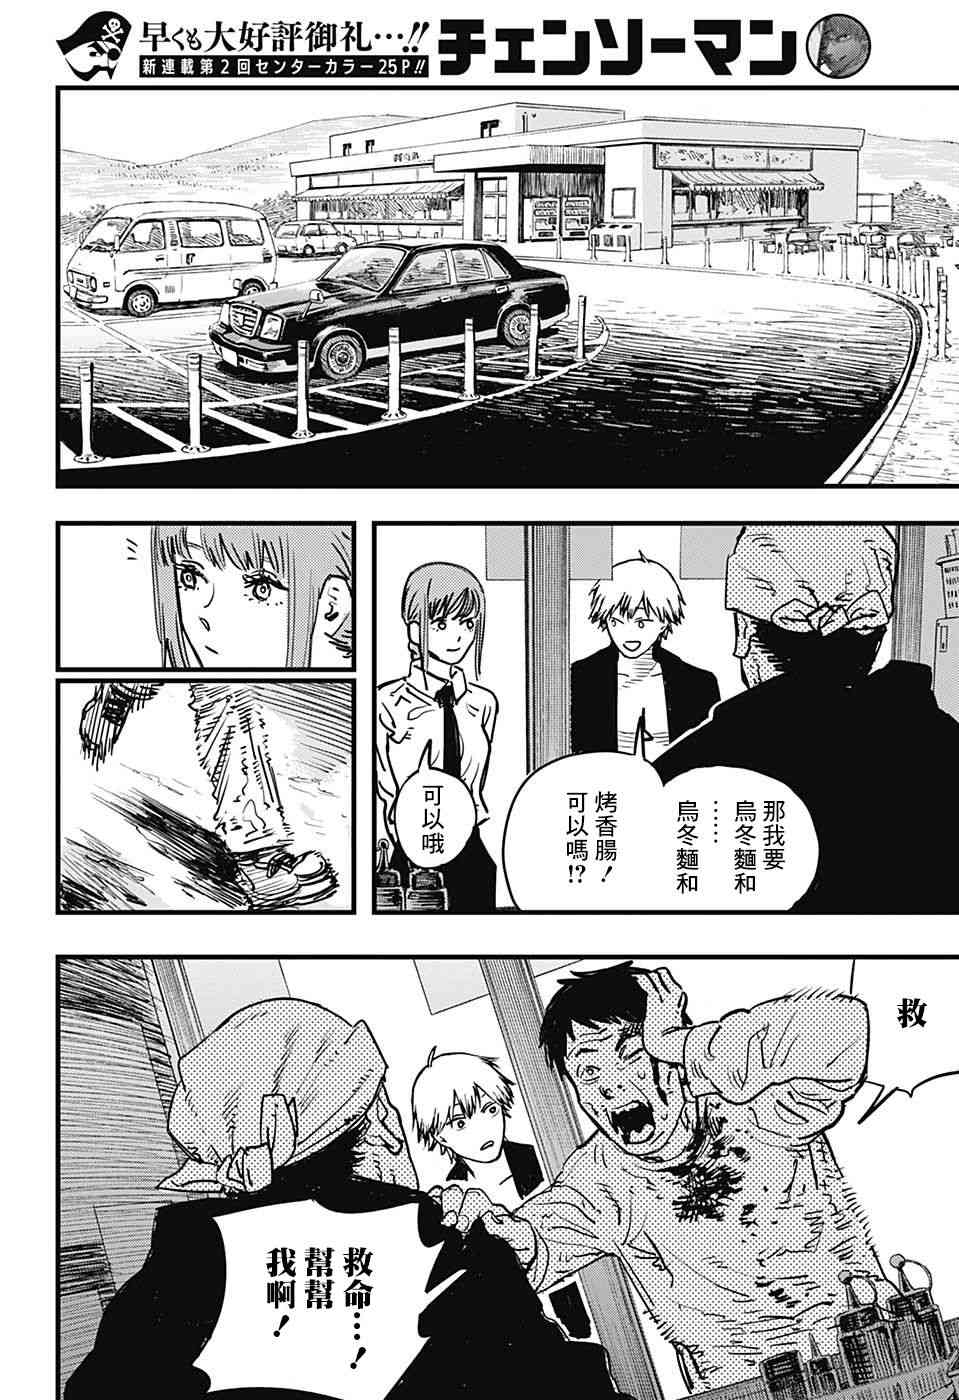 早くも大好評御礼…!!
新連載第2回センターカラー25P!!
チェンソーマン
那我要
烏冬麵和
……
烏冬麵和
烤香腸！
可以嗎!?
可以哦
救
救命…！
幫幫
我啊！